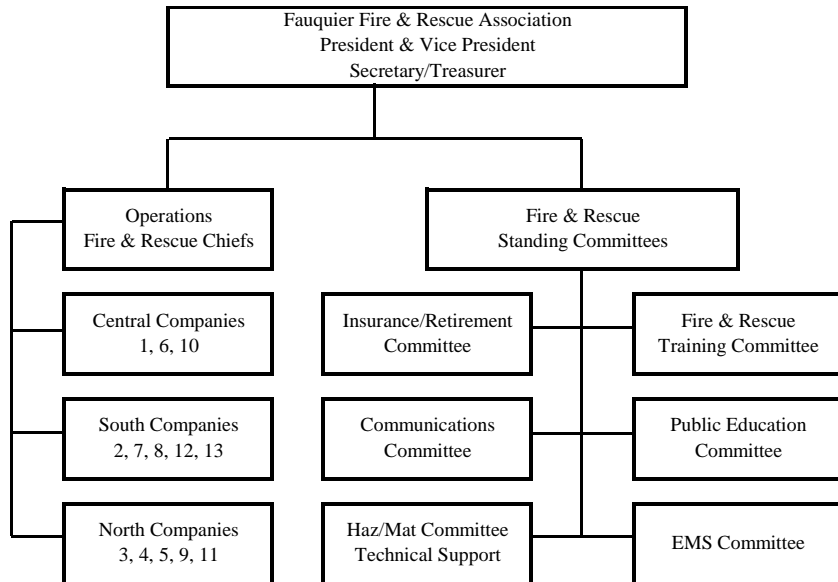 Fauquier Fire & Rescue Association
President & Vice President
Secretary/Treasurer
Operations
Fire & Rescue Chiefs
Fire & Rescue
Standing Committees
Central Companies
1, 6, 10
Insurance/Retirement
Committee
Fire & Rescue
Training Committee
South Companies
2, 7, 8, 12, 13
Communications
Committee
Public Education
Committee
North Companies
3, 4, 5, 9, 11
Haz/Mat Committee
Technical Support
EMS Committee